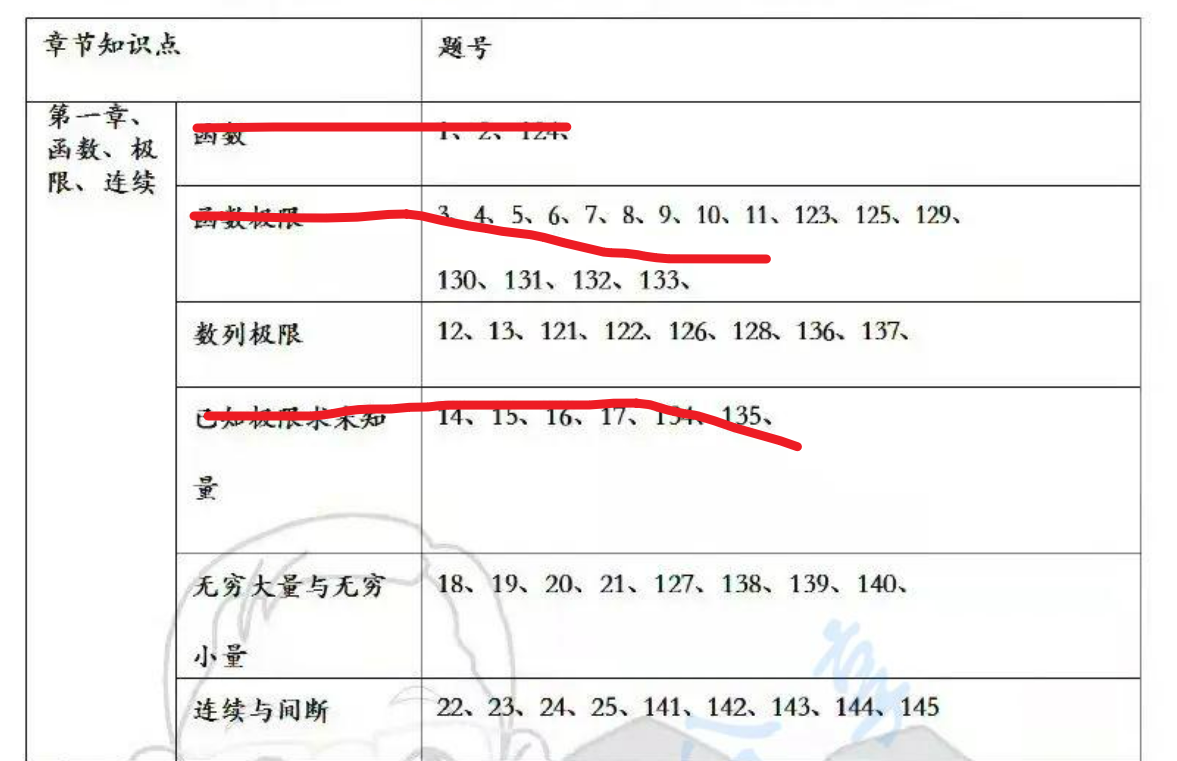 章节知识点 题号
第一章、
函数、极
限、连续
函数 1、2、124、
函数极限 3、4、5、6、7、8、9、10、11、123、125、129、
130、131、132、133、
数列极限 12、13、121、122、126、128、136、137、
已知极限求未知 14、15、16、17、134、135、
量
无穷大量与无穷 18、19、20、21、127、138、139、140、
小量
连续与间断 22、23、24、25、141、142、143、144、145